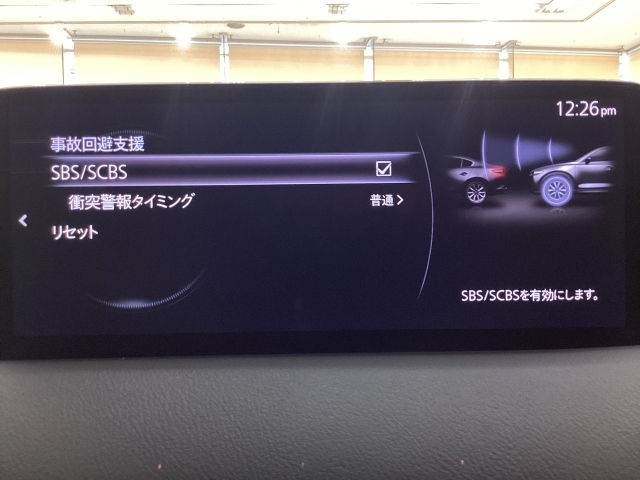 12:26pm
事故回避支援
SBS/SCBS
衝突警報タイミング 普通
リセット
SBS/SCBSを有効にします。